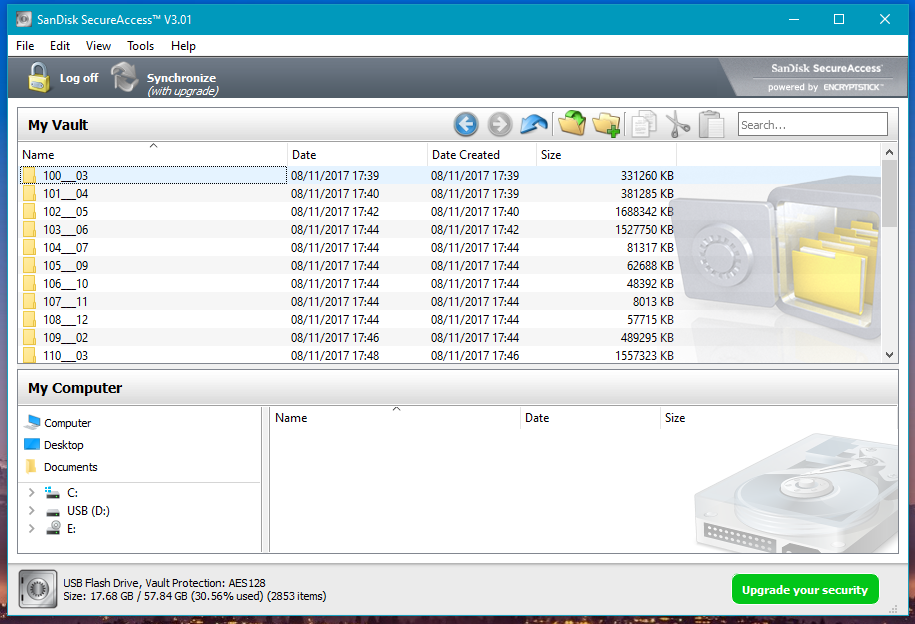 SanDisk SecureAccess™ V3.01
File Edit View Tools Help
Log off
Synchronize
(with upgrade)
SanDisk SecureAccess™
powered by ENCRYPTSTICK™
My Vault
Search...
Name Date Date Created Size
100___03 08/11/2017 17:39 08/11/2017 17:39 331260 KB
101___04 08/11/2017 17:40 08/11/2017 17:39 381285 KB
102___05 08/11/2017 17:42 08/11/2017 17:40 1688342 KB
103___06 08/11/2017 17:44 08/11/2017 17:42 1527750 KB
104___07 08/11/2017 17:44 08/11/2017 17:44 81317 KB
105___09 08/11/2017 17:44 08/11/2017 17:44 62688 KB
106___10 08/11/2017 17:44 08/11/2017 17:44 48392 KB
107___11 08/11/2017 17:44 08/11/2017 17:44 8013 KB
108___12 08/11/2017 17:44 08/11/2017 17:44 57715 KB
109___02 08/11/2017 17:46 08/11/2017 17:44 489295 KB
110___03 08/11/2017 17:48 08/11/2017 17:46 1557323 KB
My Computer
Computer
Desktop
Documents
C:
USB (D:)
E:
Name Date Size
USB Flash Drive, Vault Protection: AES128
Size: 17.68 GB / 57.84 GB (30.56% used) (2853 items)
Upgrade your security